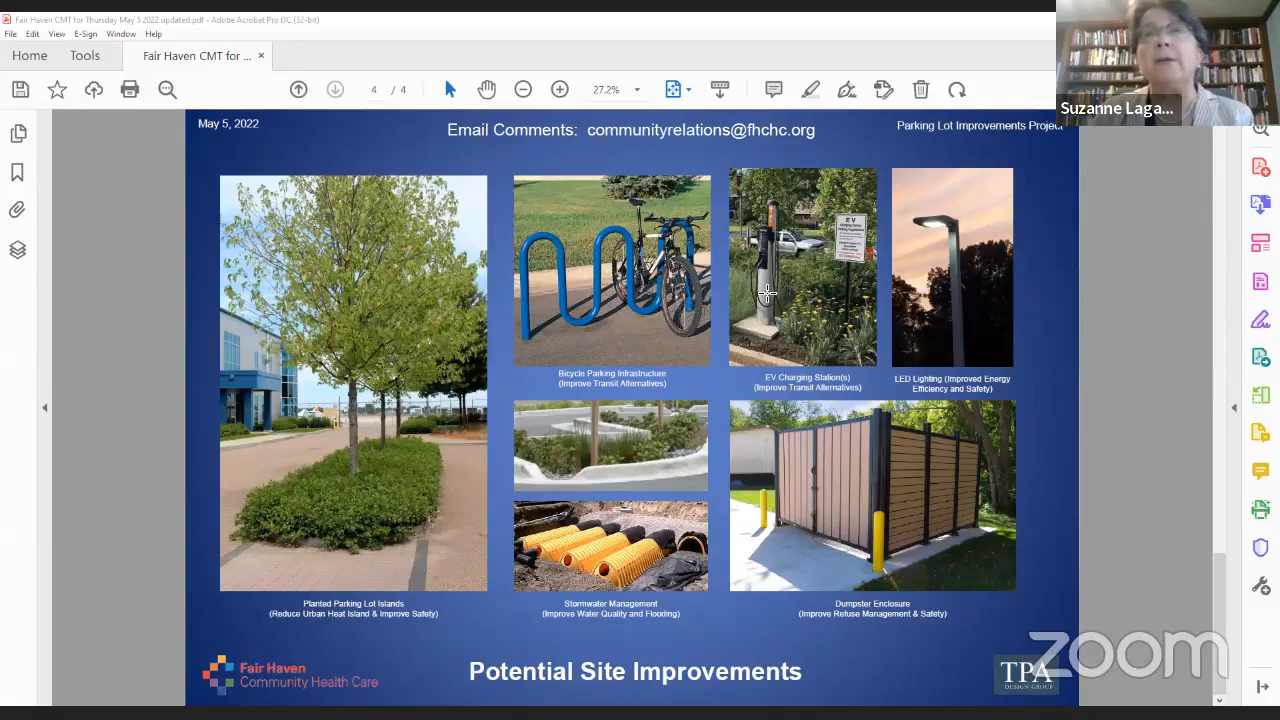 Fair Haven CMT for Thursday May 5 2022 updated.pdf - Adobe Acrobat Pro DC (32-bit)
File Edit View E-Sign Window Help
Home Tools Fair Haven CMT for ... ×
4 / 4 27.2%
Suzanne Laga...
May 5, 2022
Email Comments: communityrelations@fhchc.org
Parking Lot Improvements Project
EV
Bicycle Parking Infrastructure
(Improve Transit Alternatives)
EV Charging Station(s)
(Improve Transit Alternatives)
LED Lighting (Improved Energy
Efficiency and Safety)
Planted Parking Lot Islands
(Reduce Urban Heat Island & Improve Safety)
Stormwater Management
(Improve Water Quality and Flooding)
Dumpster Enclosure
(Improve Refuse Management & Safety)
Fair Haven
Community Health Care
Potential Site Improvements
TPA
DESIGN GROUP
zoom